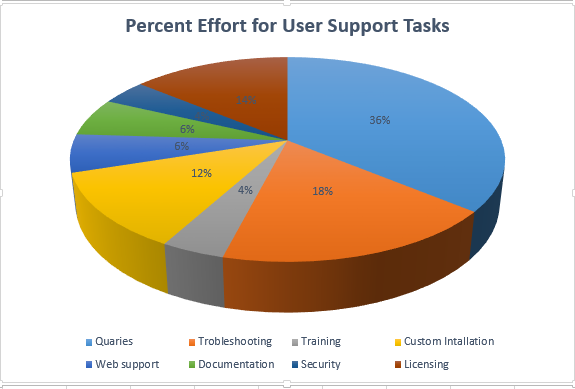 Percent Effort for User Support Tasks
14%
36%
6%
6%
12%
4%
18%
Quaries Trobleshooting Training Custom Intallation
Web support Documentation Security Licensing